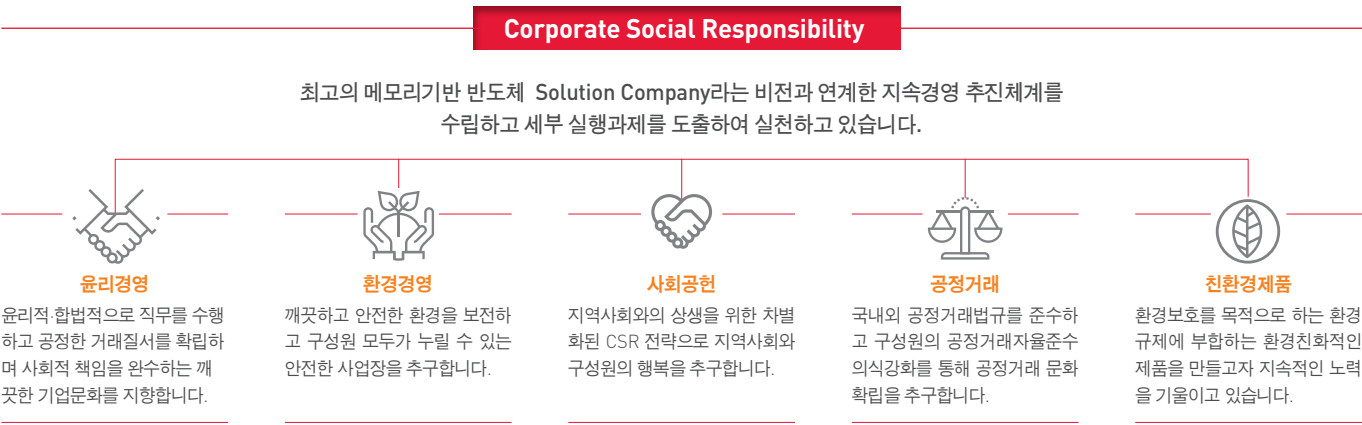 Corporate Social Responsibility
최고의 메모리기반 반도체 Solution Company라는 비전과 연계한 지속경영 추진체계를
수립하고 세부 실행과제를 도출하여 실천하고 있습니다.
윤리경영
윤리적·합법적으로 직무를 수행
하고 공정한 거래질서를 확립하
며 사회적 책임을 완수하는 깨
끗한 기업문화를 지향합니다.
환경경영
깨끗하고 안전한 환경을 보전하
고 구성원 모두가 누릴 수 있는
안전한 사업장을 추구합니다.
사회공헌
지역사회와의 상생을 위한 차별
화된 CSR 전략으로 지역사회와
구성원의 행복을 추구합니다.
공정거래
국내외 공정거래법규를 준수하
고 구성원의 공정거래자율준수
의식강화를 통해 공정거래 문화
확립을 추구합니다.
친환경제품
환경보호를 목적으로 하는 환경
규제에 부합하는 환경친화적인
제품을 만들고자 지속적인 노력
을 기울이고 있습니다.